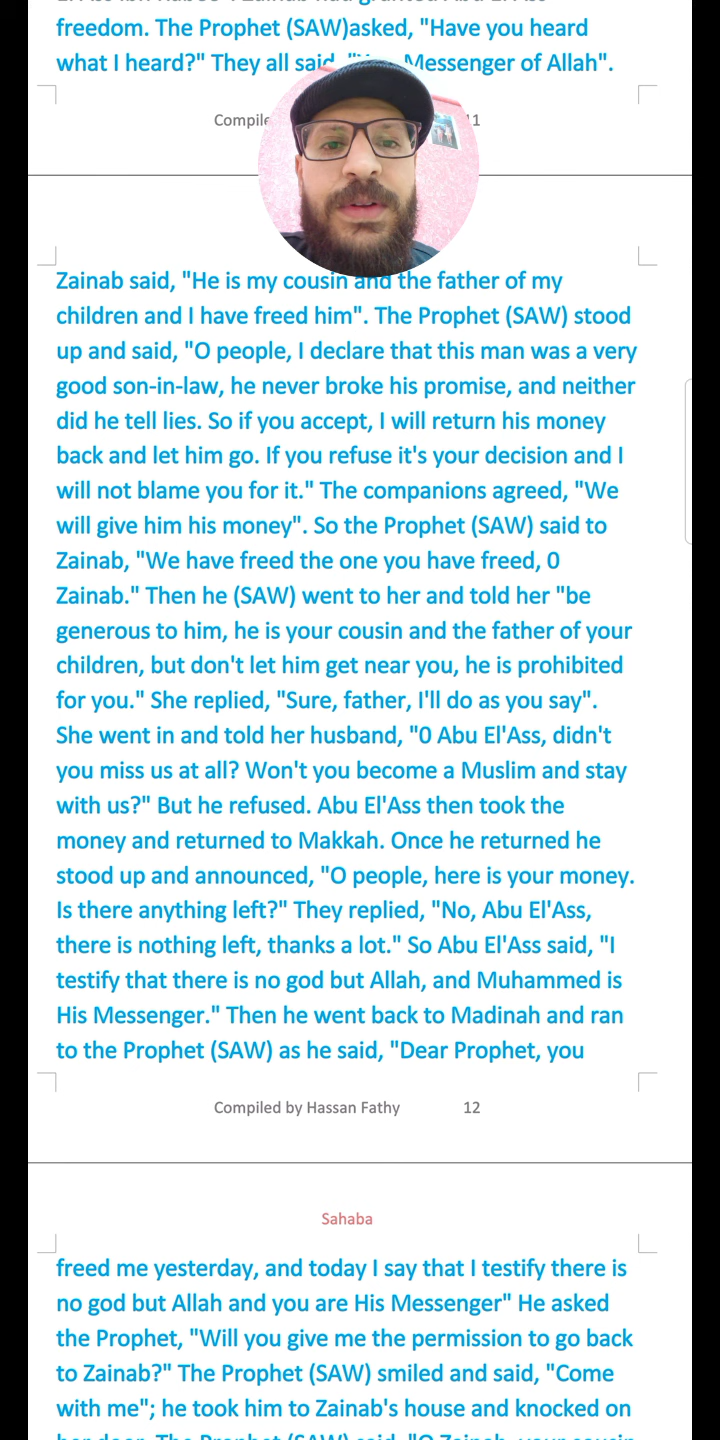 freedom. The Prophet (SAW)asked, "Have you heard
what I heard?" They all said, Messenger of Allah".
11
Zainab said, "He is my cousin and the father of my
children and I have freed him". The Prophet (SAW) stood
up and said, "O people, I declare that this man was a very
good son-in-law, he never broke his promise, and neither
did he tell lies. So if you accept, I will return his money
back and let him go. If you refuse it's your decision and I
will not blame you for it." The companions agreed, "We
will give him his money". So the Prophet (SAW) said to
Zainab, "We have freed the one you have freed, 0
Zainab." Then he (SAW) went to her and told her "be
generous to him, he is your cousin and the father of your
children, but don't let him get near you, he is prohibited
for you." She replied, "Sure, father, I'll do as you say".
She went in and told her husband, "0 Abu El'Ass, didn't
you miss us at all? Won't you become a Muslim and stay
with us?" But he refused. Abu El'Ass then took the
money and returned to Makkah. Once he returned he
stood up and announced, "O people, here is your money.
Is there anything left?" They replied, "No, Abu El'Ass,
there is nothing left, thanks a lot." So Abu El'Ass said, "I
testify that there is no god but Allah, and Muhammed is
His Messenger." Then he went back to Madinah and ran
to the Prophet (SAW) as he said, "Dear Prophet, you
Compiled by Hassan Fathy 12
Sahaba
freed me yesterday, and today I say that I testify there is
no god but Allah and you are His Messenger" He asked
the Prophet, "Will you give me the permission to go back
to Zainab?" The Prophet (SAW) smiled and said, "Come
with me"; he took him to Zainab's house and knocked on